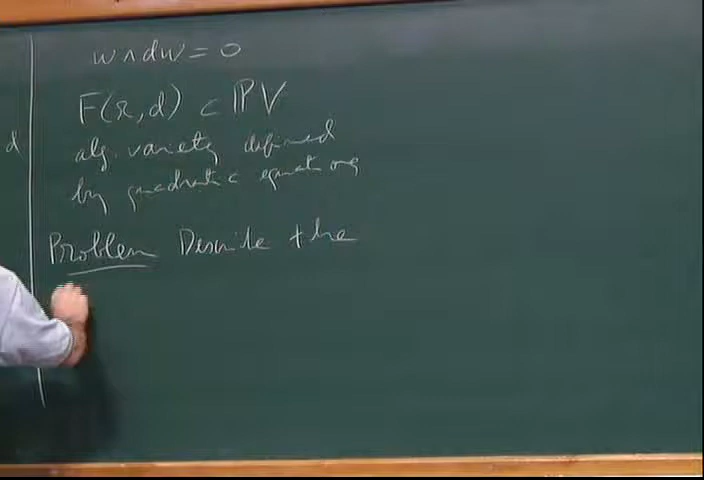 w ∧ dw = 0
F(r, d) ⊂ ℙV
d
alg. variety defined
by quadratic equations
Problem Describe the